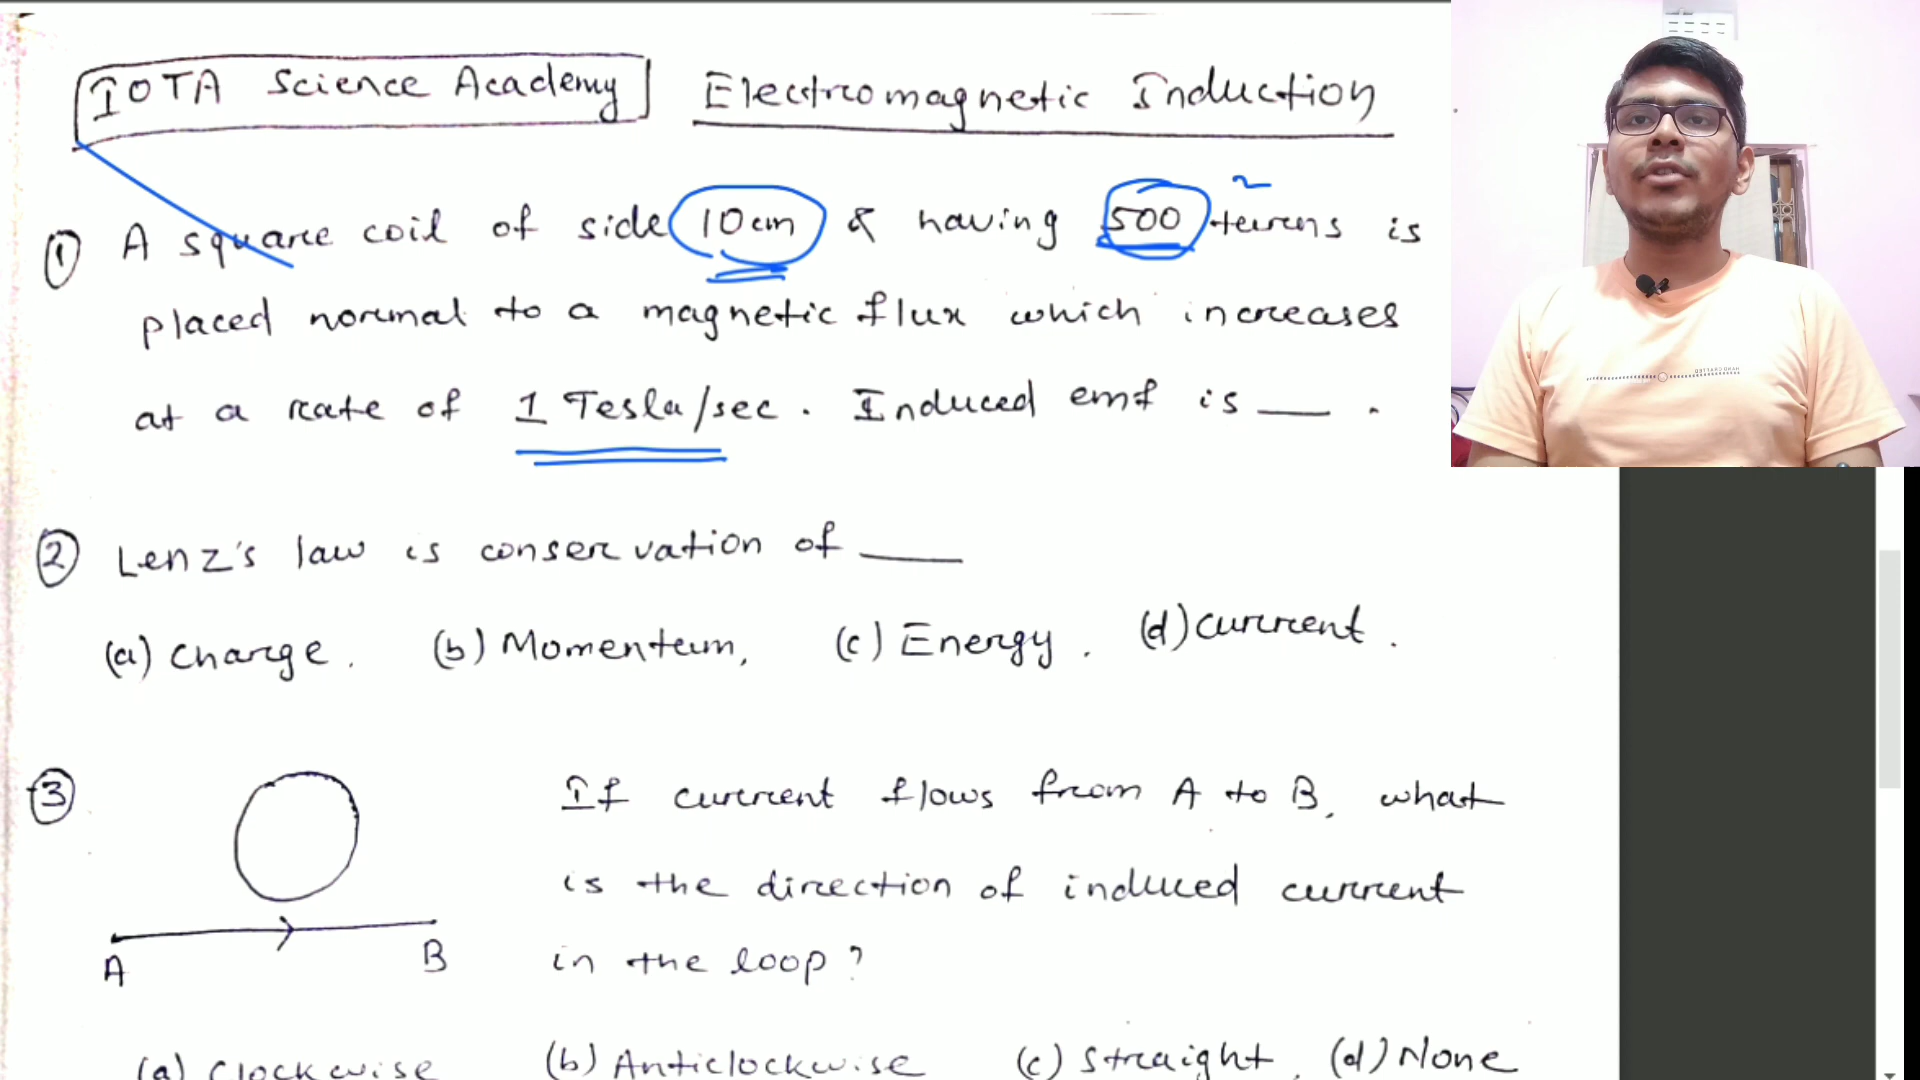 IOTA Science Academy
Electromagnetic Induction
① A square coil of side 10cm & having 500 turns is
placed normal to a magnetic flux which increases
at a rate of 1 Tesla/sec. Induced emf is ___ .
② Lenz's law is conservation of ___
(a) Charge. (b) Momentum, (c) Energy. (d) Current.
③ If current flows from A to B, what
is the direction of induced current
in the loop?
A B
(a) Clockwise (b) Anticlockwise (c) Straight. (d) None